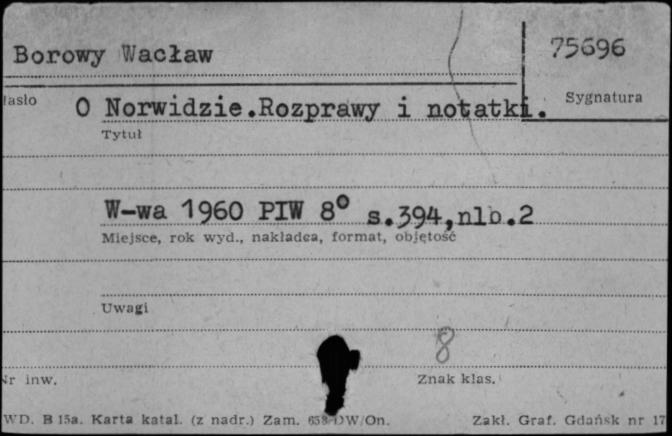 Borowy Wacław
75696
Sygnatura
Hasło
O Norwidzie.Rozprawy i notatki.
Tytuł
W-wa 1960 PIW 8° s.394,nlb.2
Miejsce, rok wyd., nakładca, format, objętość
Uwagi
8
Nr inw.
Znak klas.
WD. B 15a. Karta katal. (z nadr.) Zam. DW/On.
Zakł. Graf. Gdańsk nr 17